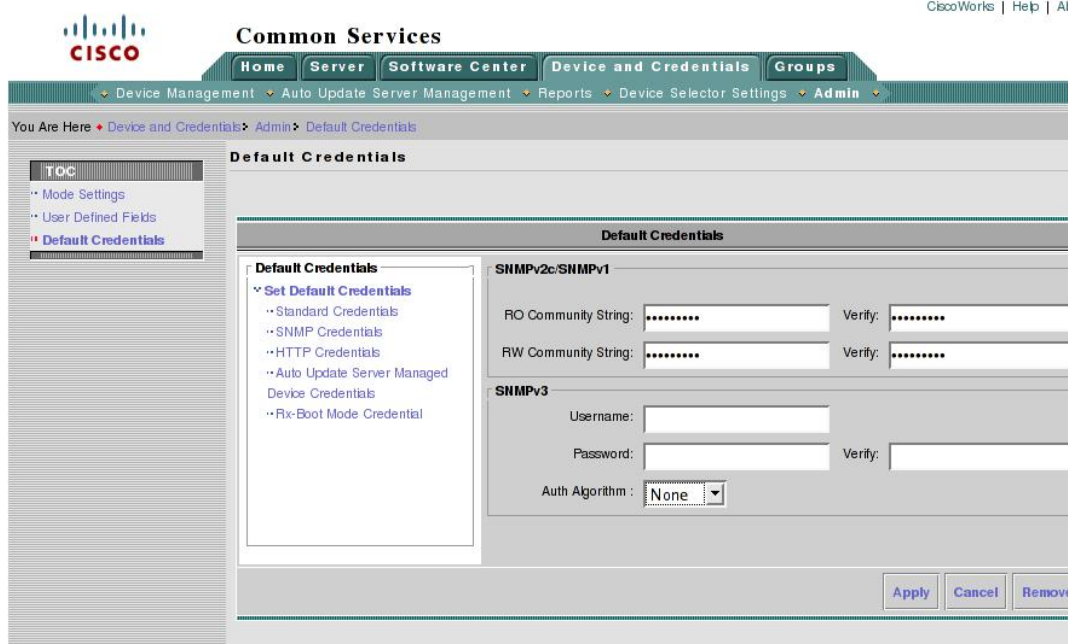 CiscoWorks | Help |
CISCO
Common Services
Home Server Software Center Device and Credentials Groups
Device Management Auto Update Server Management Reports Device Selector Settings Admin
You Are Here Device and Credentials Admin Default Credentials
TOC
Mode Settings
User Defined Fields
Default Credentials
Default Credentials
Default Credentials
Default Credentials
Set Default Credentials
Standard Credentials
SNMP Credentials
HTTP Credentials
Auto Update Server Managed
Device Credentials
Rx-Boot Mode Credential
SNMPv2c/SNMPv1
RO Community String: ••••••••• Verify: •••••••••
RW Community String: ••••••••• Verify: •••••••••
SNMPv3
Username:
Password: Verify:
Auth Algorithm : None
Apply Cancel Remove